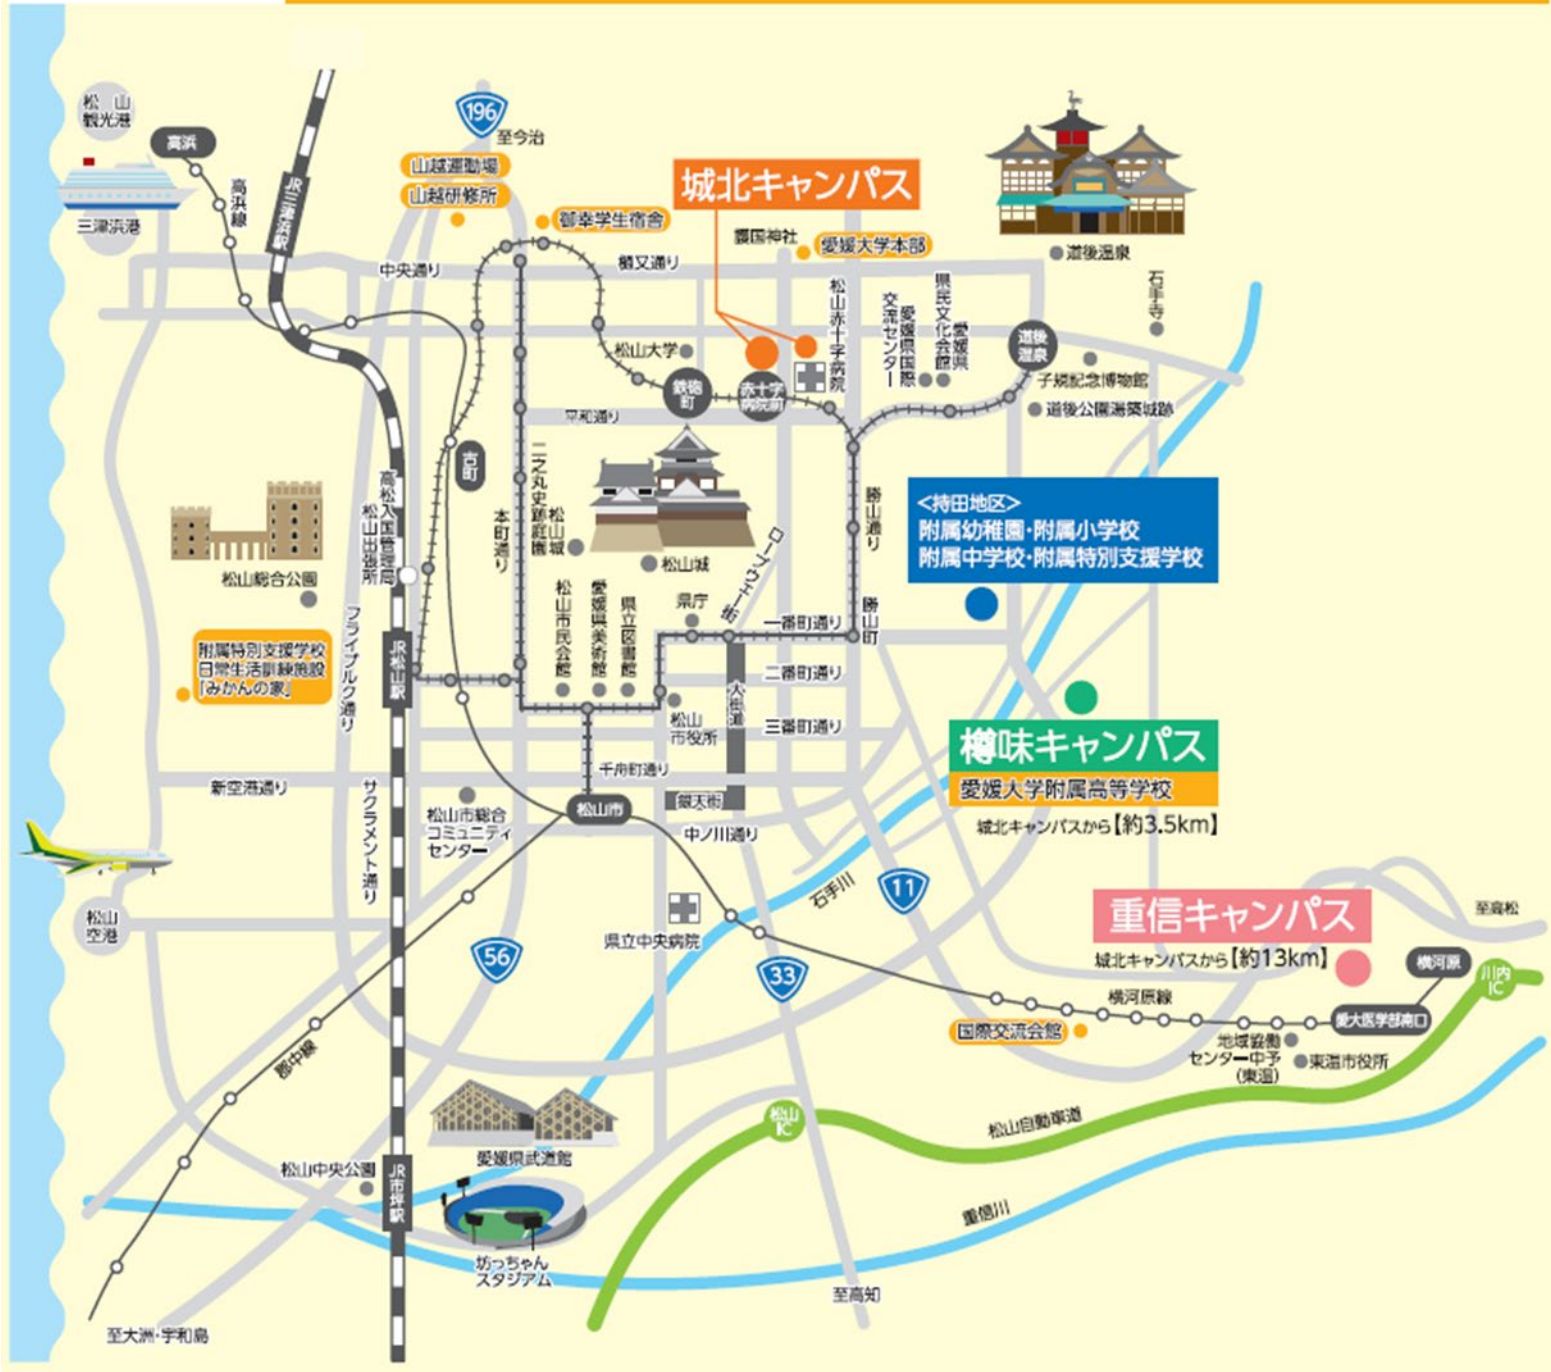 松山
観光港
高浜
三津浜港
高浜線
JR三津浜駅
196
至今治
山越運動場
山越研修所
御幸学生宿舎
城北キャンパス
護国神社
愛媛大学本部
道後温泉
石手寺
中央通り
樋又通り
松山赤十字病院
愛媛県国際
交流センター
愛媛県
県民文化会館
道後
温泉
子規記念博物館
道後公園湯築城跡
松山大学
鉄砲
町
赤十字
病院前
平和通り
古町
高松入国管理局
松山出張所
本町通り
松山城
二之丸史跡庭園
松山城
ロープウェー街
勝山通り
<持田地区>
附属幼稚園・附属小学校
附属中学校・附属特別支援学校
松山総合公園
フライブルク通り
附属特別支援学校
日常生活訓練施設
「みかんの家」
JR松山駅
松山市民会館
愛媛県美術館
県立図書館
県庁
一番町通り
勝山町
二番町通り
大街道
松山
市役所
三番町通り
千舟町通り
銀天街
中ノ川通り
樽味キャンパス
愛媛大学附属高等学校
城北キャンパスから【約3.5km】
新空港通り
サクラメント通り
松山市総合
コミュニティ
センター
松山市
石手川
11
松山
空港
56
県立中央病院
33
重信キャンパス
城北キャンパスから【約13km】
至高松
横河原
川内
IC
横河原線
愛大医学部南口
国際交流会館
地域協働
センター中予
(東温)
東温市役所
郡中線
松山
IC
松山自動車道
愛媛県武道館
松山中央公園
JR市坪駅
坊っちゃん
スタジアム
重信川
至高知
至大洲・宇和島